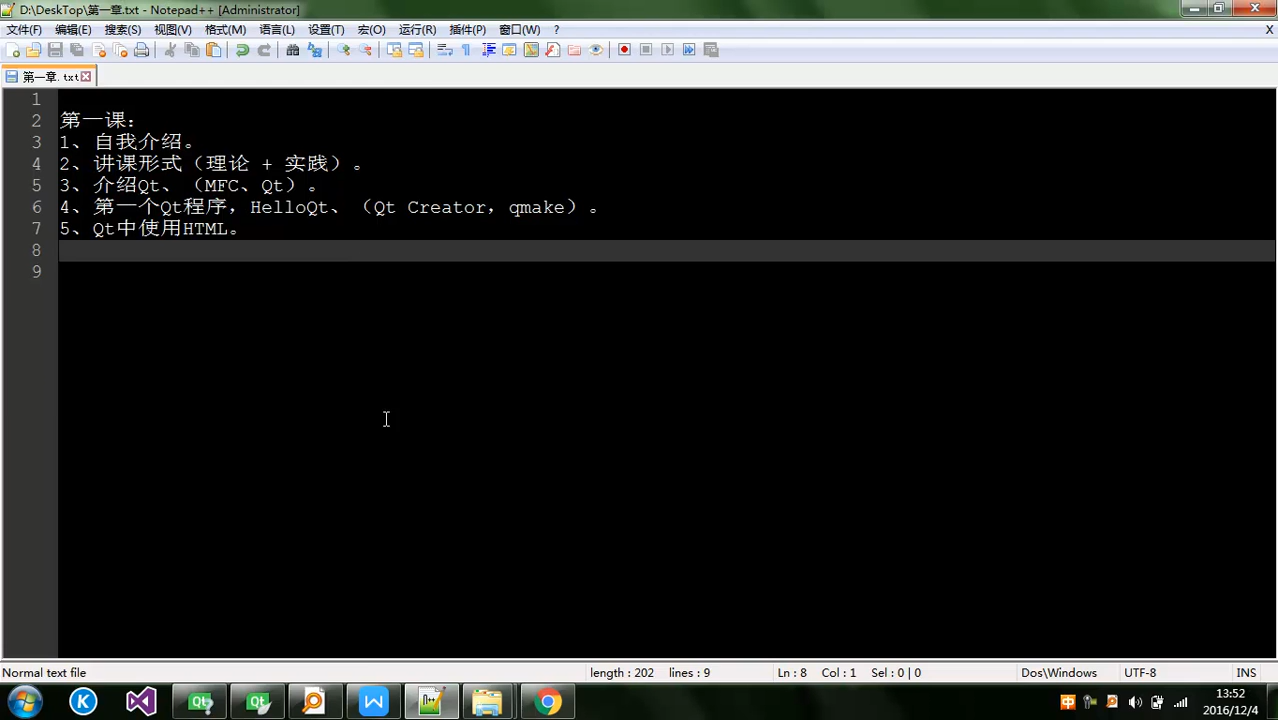 D:\DeskTop\第一章.txt - Notepad++ [Administrator]
文件(F) 编辑(E) 搜索(S) 视图(V) 格式(M) 语言(L) 设置(T) 宏(O) 运行(R) 插件(P) 窗口(W) ? X
第一章.txt
1
2 第一课：
3 1、自我介绍。
4 2、讲课形式（理论 + 实践）。
5 3、介绍Qt、（MFC、Qt）。
6 4、第一个Qt程序，HelloQt、（Qt Creator，qmake）。
7 5、Qt中使用HTML。
8
9
Normal text file length : 202 lines : 9 Ln : 8 Col : 1 Sel : 0 | 0 Dos\Windows UTF-8 INS
13:52
2016/12/4